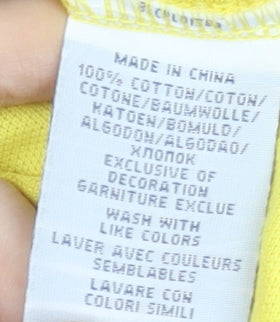 MADE IN CHINA
100% COTTON/COTON/
COTONE/BAUMWOLLE/
KATOEN/BOMULD/
ALGODON/ALGODAO/
ХЛОПОК
EXCLUSIVE OF
DECORATION
GARNITURE EXCLUE
WASH WITH
LIKE COLORS
LAVER AVEC COULEURS
SEMBLABLES
LAVARE CON
COLORI SIMILI